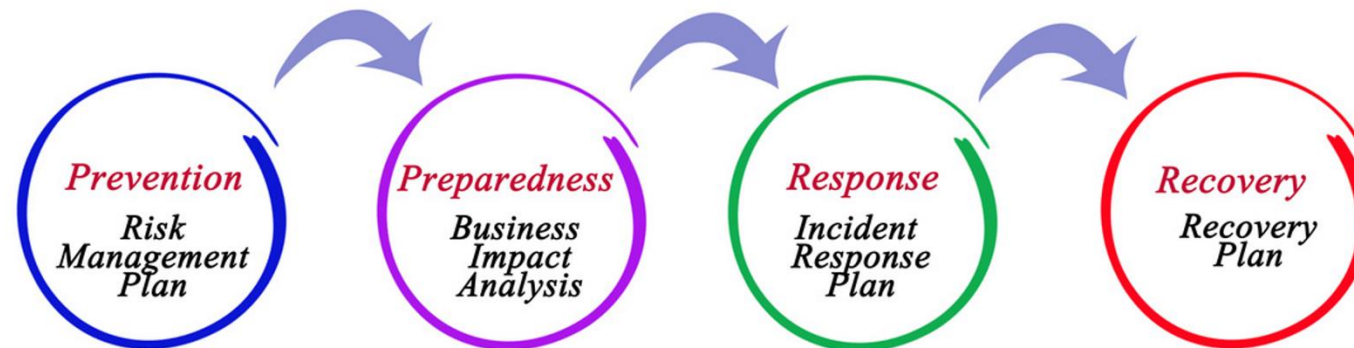 Prevention
Risk
Management
Plan
Preparedness
Business
Impact
Analysis
Response
Incident
Response
Plan
Recovery
Recovery
Plan